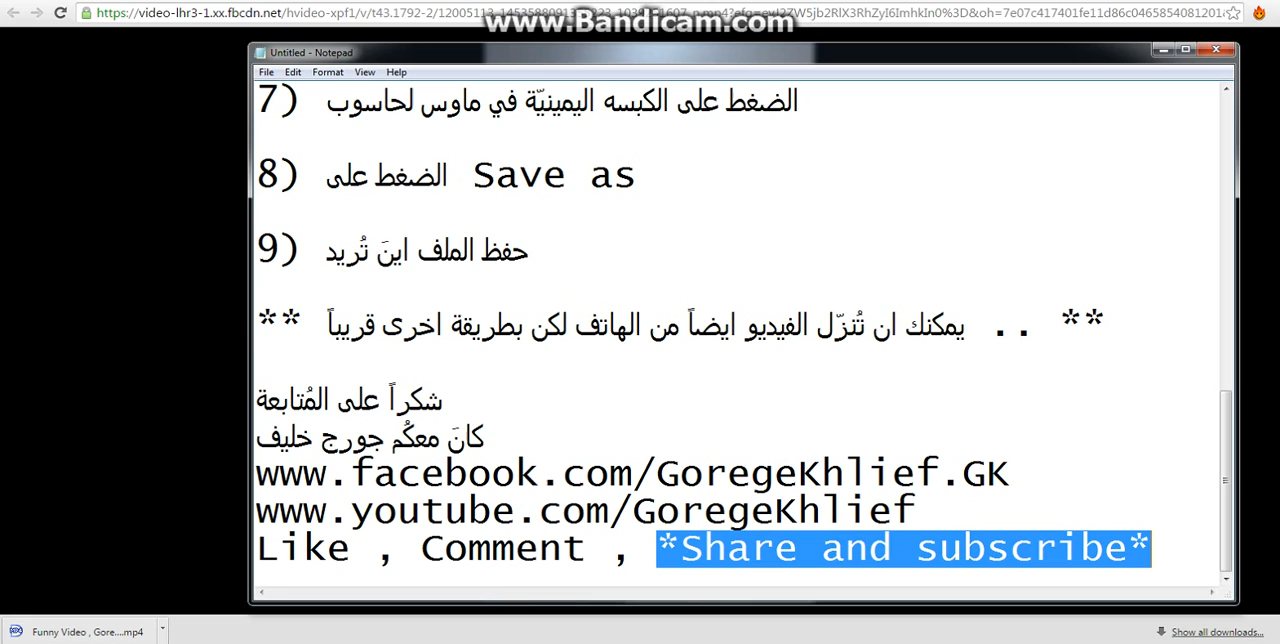 www.Bandicam.com
Untitled - Notepad
File Edit Format View Help
7) الضغط على الكبسه اليمينيّة في ماوس لحاسوب
8) الضغط على Save as
9) حفظ الملف اينَ تُريد
** يمكنك ان تُنزّل الفيديو ايضاً من الهاتف لكن بطريقة اخرى قريباً .. **
شكراً على المُتابعة
كانَ معكُم جورج خليف
www.facebook.com/GoregeKhlief.GK
www.youtube.com/GoregeKhlief
Like , Comment , *Share and subscribe*
Funny Video , Gore....mp4
Show all downloads...